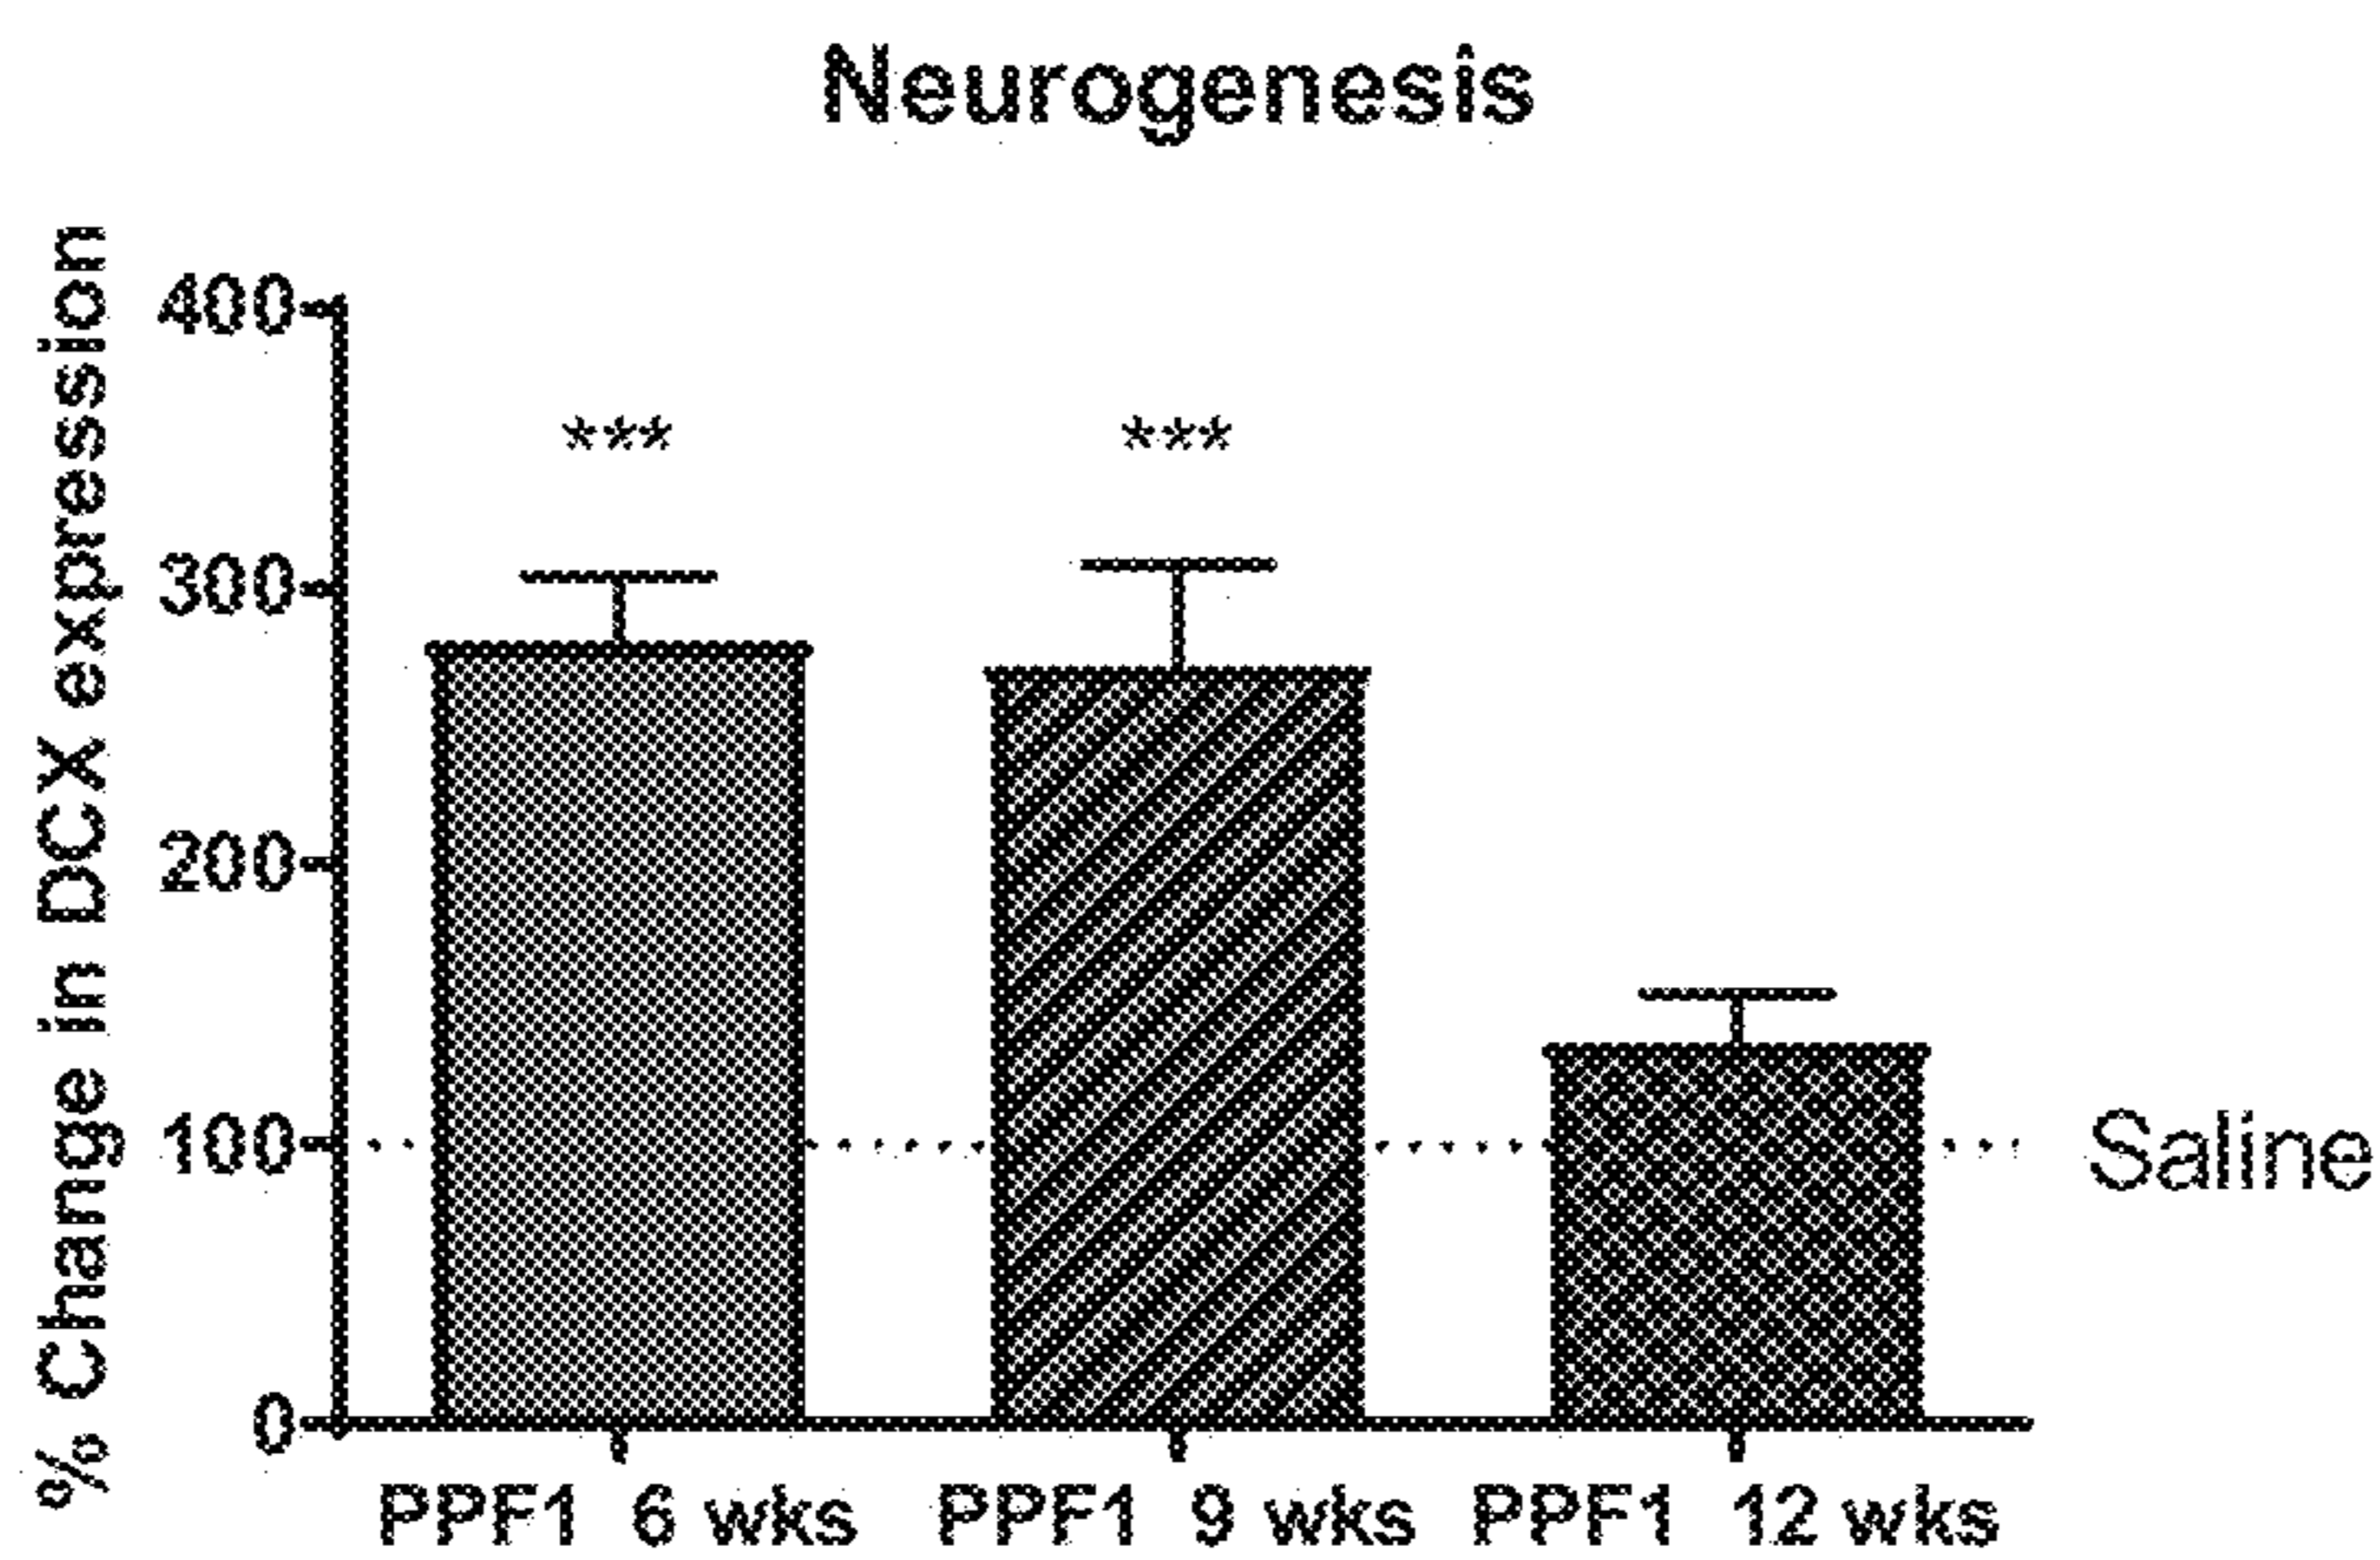 Neurogenesis
% Change in DCX expression
400
300
200
100
0
***
***
Saline
PPF1 6 wks
PPF1 9 wks
PPF1 12 wks